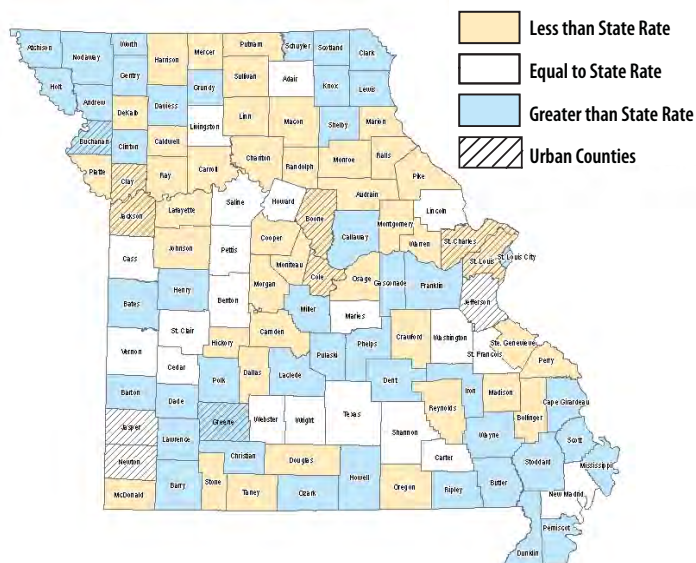 Less than State Rate
Equal to State Rate
Greater than State Rate
Urban Counties
Atchison
Nodaway
Worth
Harrison
Mercer
Putnam
Schuyler
Scotland
Clark
Holt
Gentry
Sullivan
Adair
Knox
Lewis
Andrew
Grundy
DeKalb
Daviess
Linn
Macon
Shelby
Marion
Buchanan
Clinton
Caldwell
Livingston
Chariton
Randolph
Monroe
Ralls
Platte
Clay
Ray
Carroll
Pike
Audrain
Jackson
Lafayette
Saline
Howard
Boone
Callaway
Montgomery
Lincoln
Warren
St. Charles
St. Louis
St. Louis City
Johnson
Pettis
Cooper
Moniteau
Cole
Osage
Gasconade
Franklin
Jefferson
Cass
Henry
Benton
Morgan
Miller
Maries
Bates
St. Clair
Camden
Hickory
Pulaski
Phelps
Crawford
Washington
St. Francois
Ste. Genevieve
Perry
Vernon
Cedar
Polk
Dallas
Laclede
Dent
Iron
Madison
Cape Girardeau
Barton
Dade
Greene
Webster
Wright
Texas
Reynolds
Bollinger
Wayne
Scott
Jasper
Lawrence
Shannon
Carter
Stoddard
Mississippi
Newton
Christian
Douglas
Howell
Butler
New Madrid
McDonald
Barry
Stone
Taney
Ozark
Oregon
Ripley
Pemiscot
Dunklin